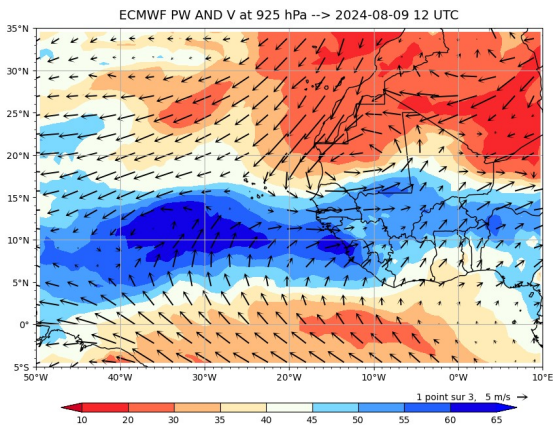 ECMWF PW AND V at 925 hPa --> 2024-08-09 12 UTC
35°N
30°N
25°N
20°N
15°N
10°N
5°N
0°
5°S
50°W 40°W 30°W 20°W 10°W 0°W 10°E
1 point sur 3, 5 m/s
10 20 30 35 40 45 50 55 60 65